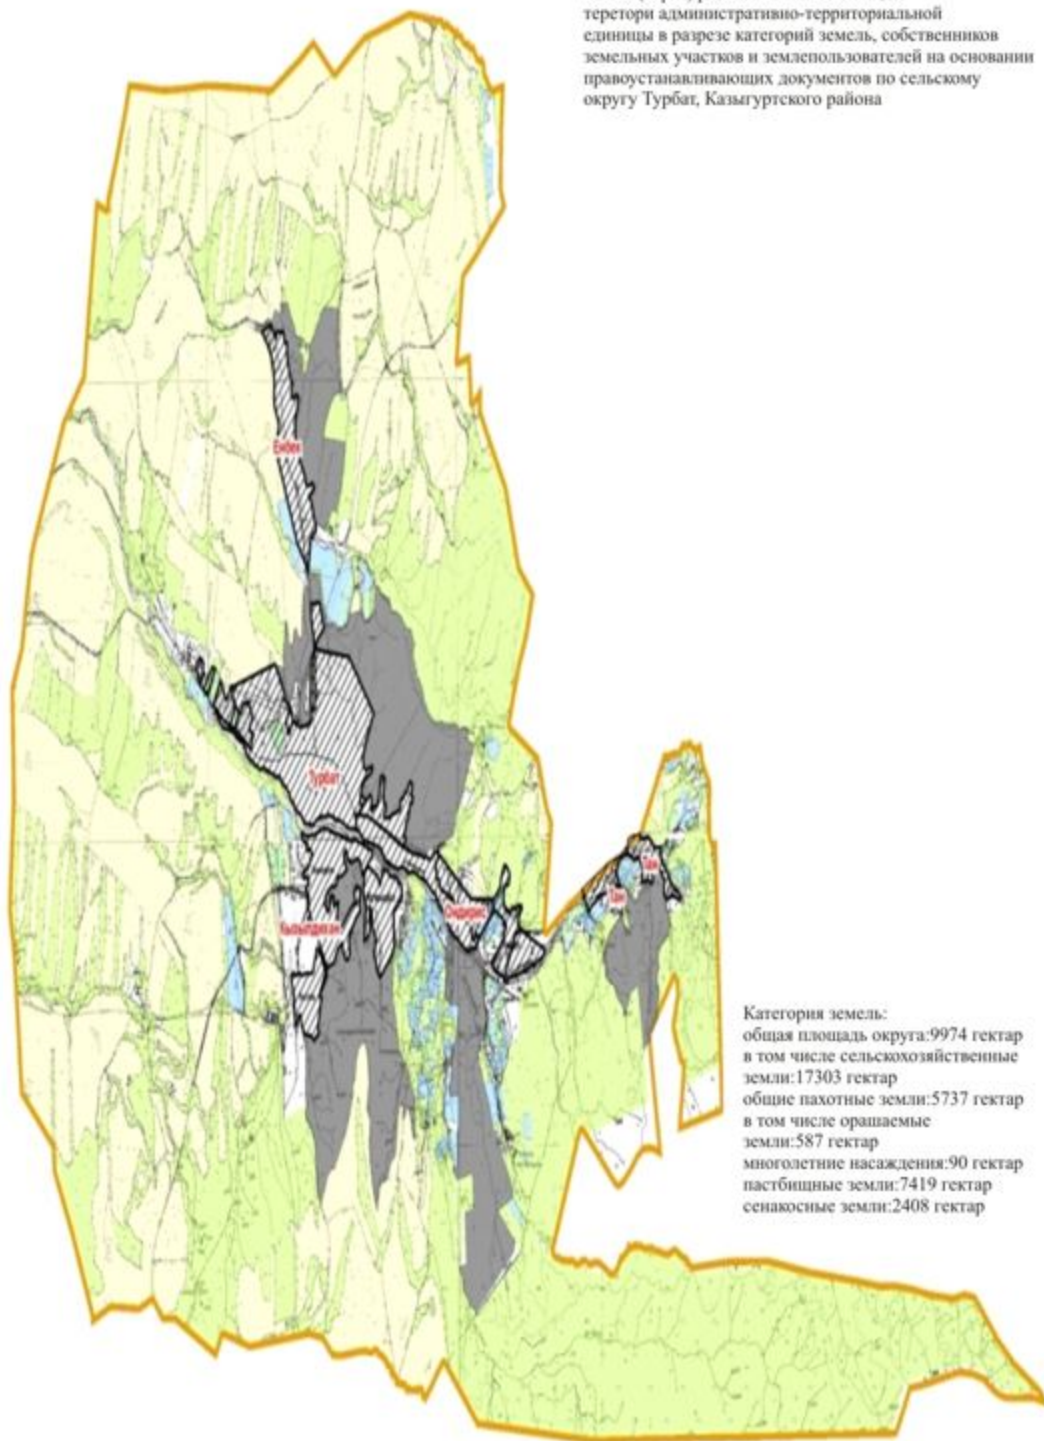 теретори административно-территориальной
единицы в разрезе категорий земель, собственников
земельных участков и землепользователей на основании
правоустанавливающих документов по сельскому
округу Турбат, Казыгуртского района
Енбек
Турбат
Ондирис
Тан
Кызылдихан
Категория земель:
общая площадь округа:9974 гектар
в том числе сельскохозяйственные
земли:17303 гектар
общие пахотные земли:5737 гектар
в том числе орашаемые
земли:587 гектар
многолетние насаждения:90 гектар
пастбищные земли:7419 гектар
сенакосные земли:2408 гектар